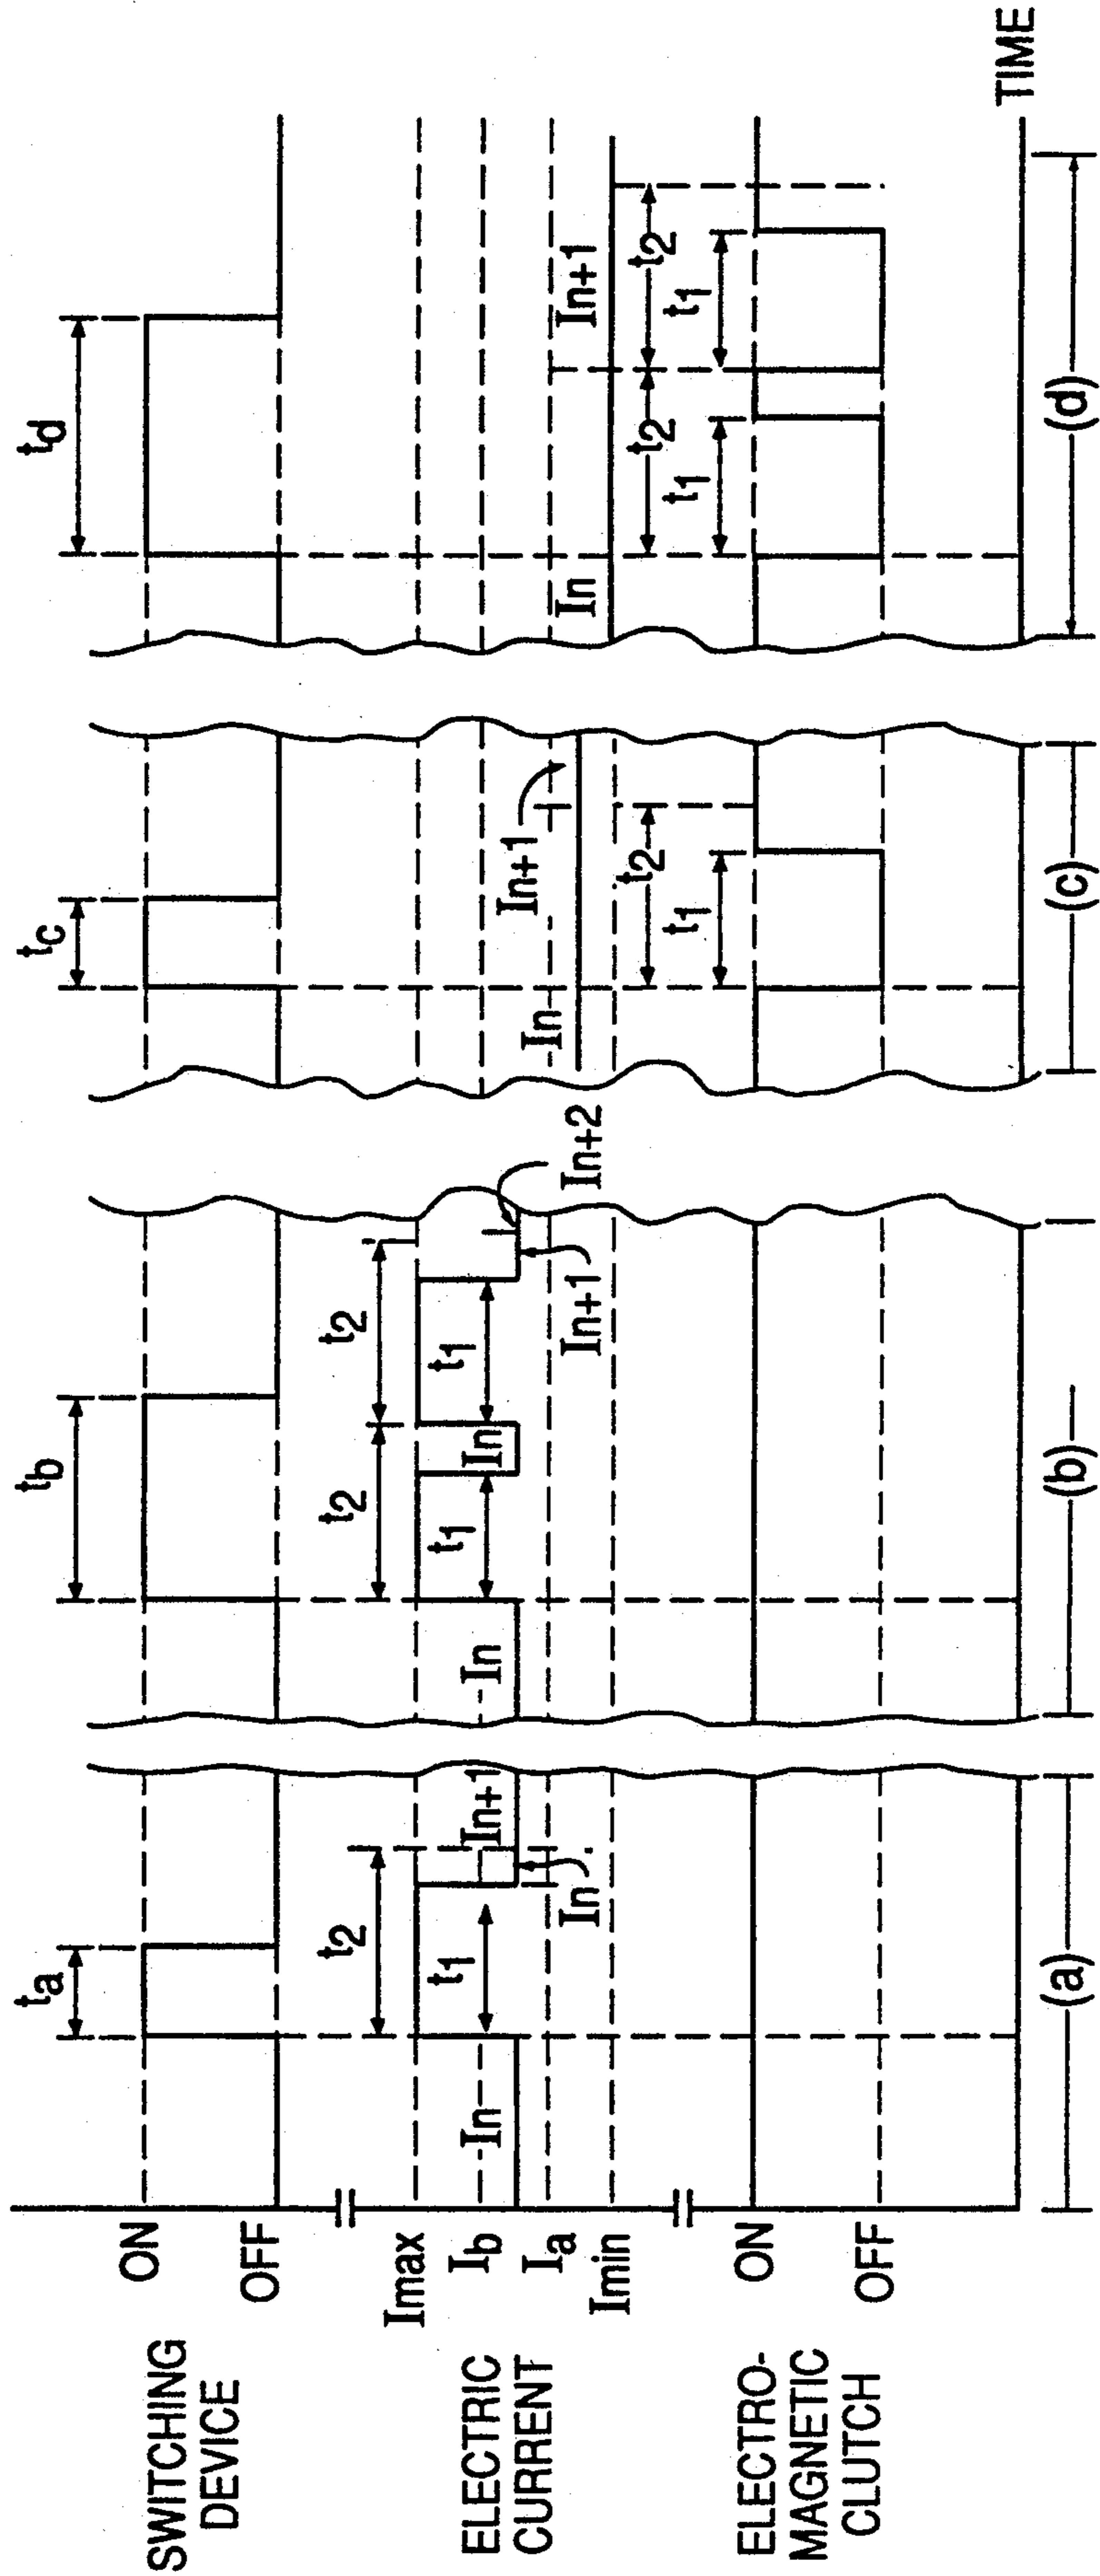 SWITCHING
DEVICE
ON
OFF
ta
tb
tc
td
ELECTRIC
CURRENT
Imax
Ib
Ia
Imin
In
t1
t2
In
In+1
In
t1
t2
In
t1
t2
In+1
In+2
In
t1
t2
In+1
In
t1
t2
t1
t2
In+1
ELECTRO-
MAGNETIC
CLUTCH
ON
OFF
(a)
(b)
(c)
(d)
TIME